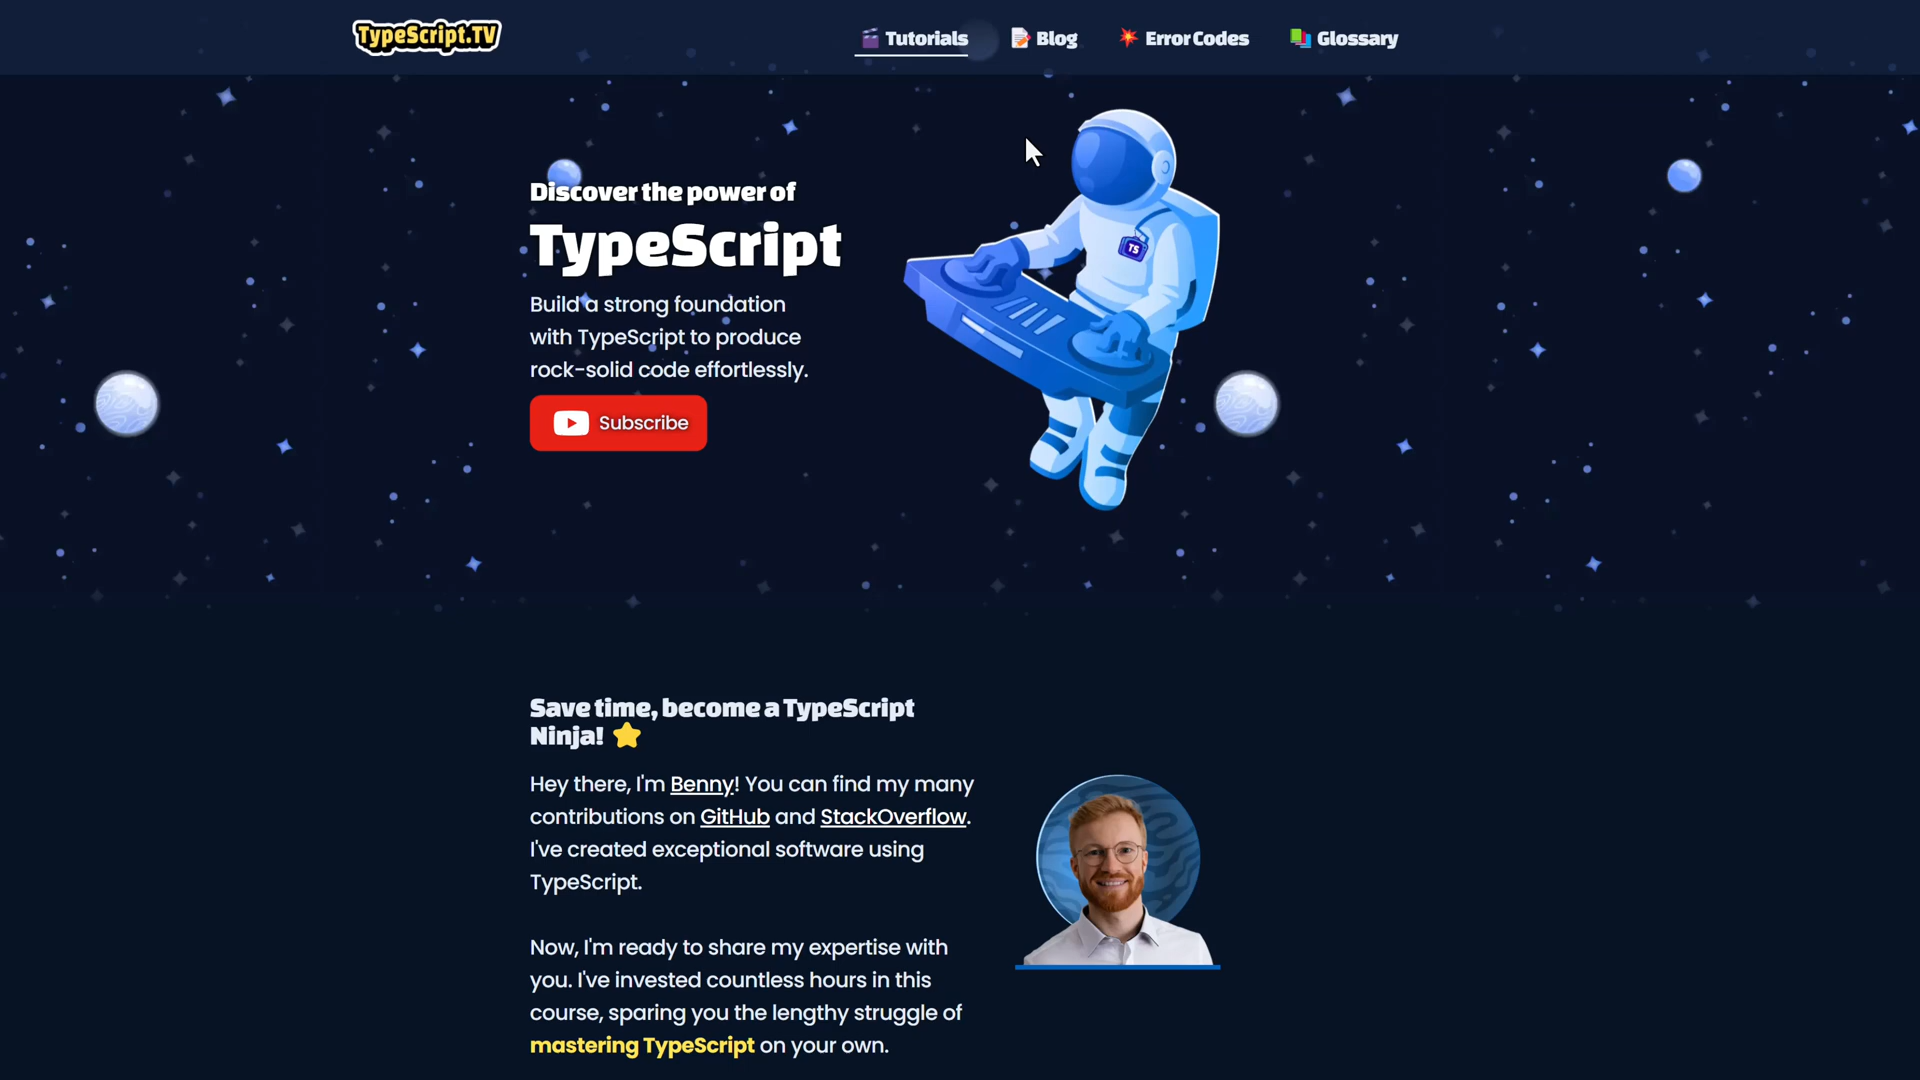 TypeScript.TV
Tutorials
Blog
Error Codes
Glossary
Discover the power of
TypeScript
Build a strong foundation
with TypeScript to produce
rock-solid code effortlessly.
Subscribe
TS
Save time, become a TypeScript
Ninja!
Hey there, I'm Benny! You can find my many
contributions on GitHub and StackOverflow.
I've created exceptional software using
TypeScript.
Now, I'm ready to share my expertise with
you. I've invested countless hours in this
course, sparing you the lengthy struggle of
mastering TypeScript on your own.